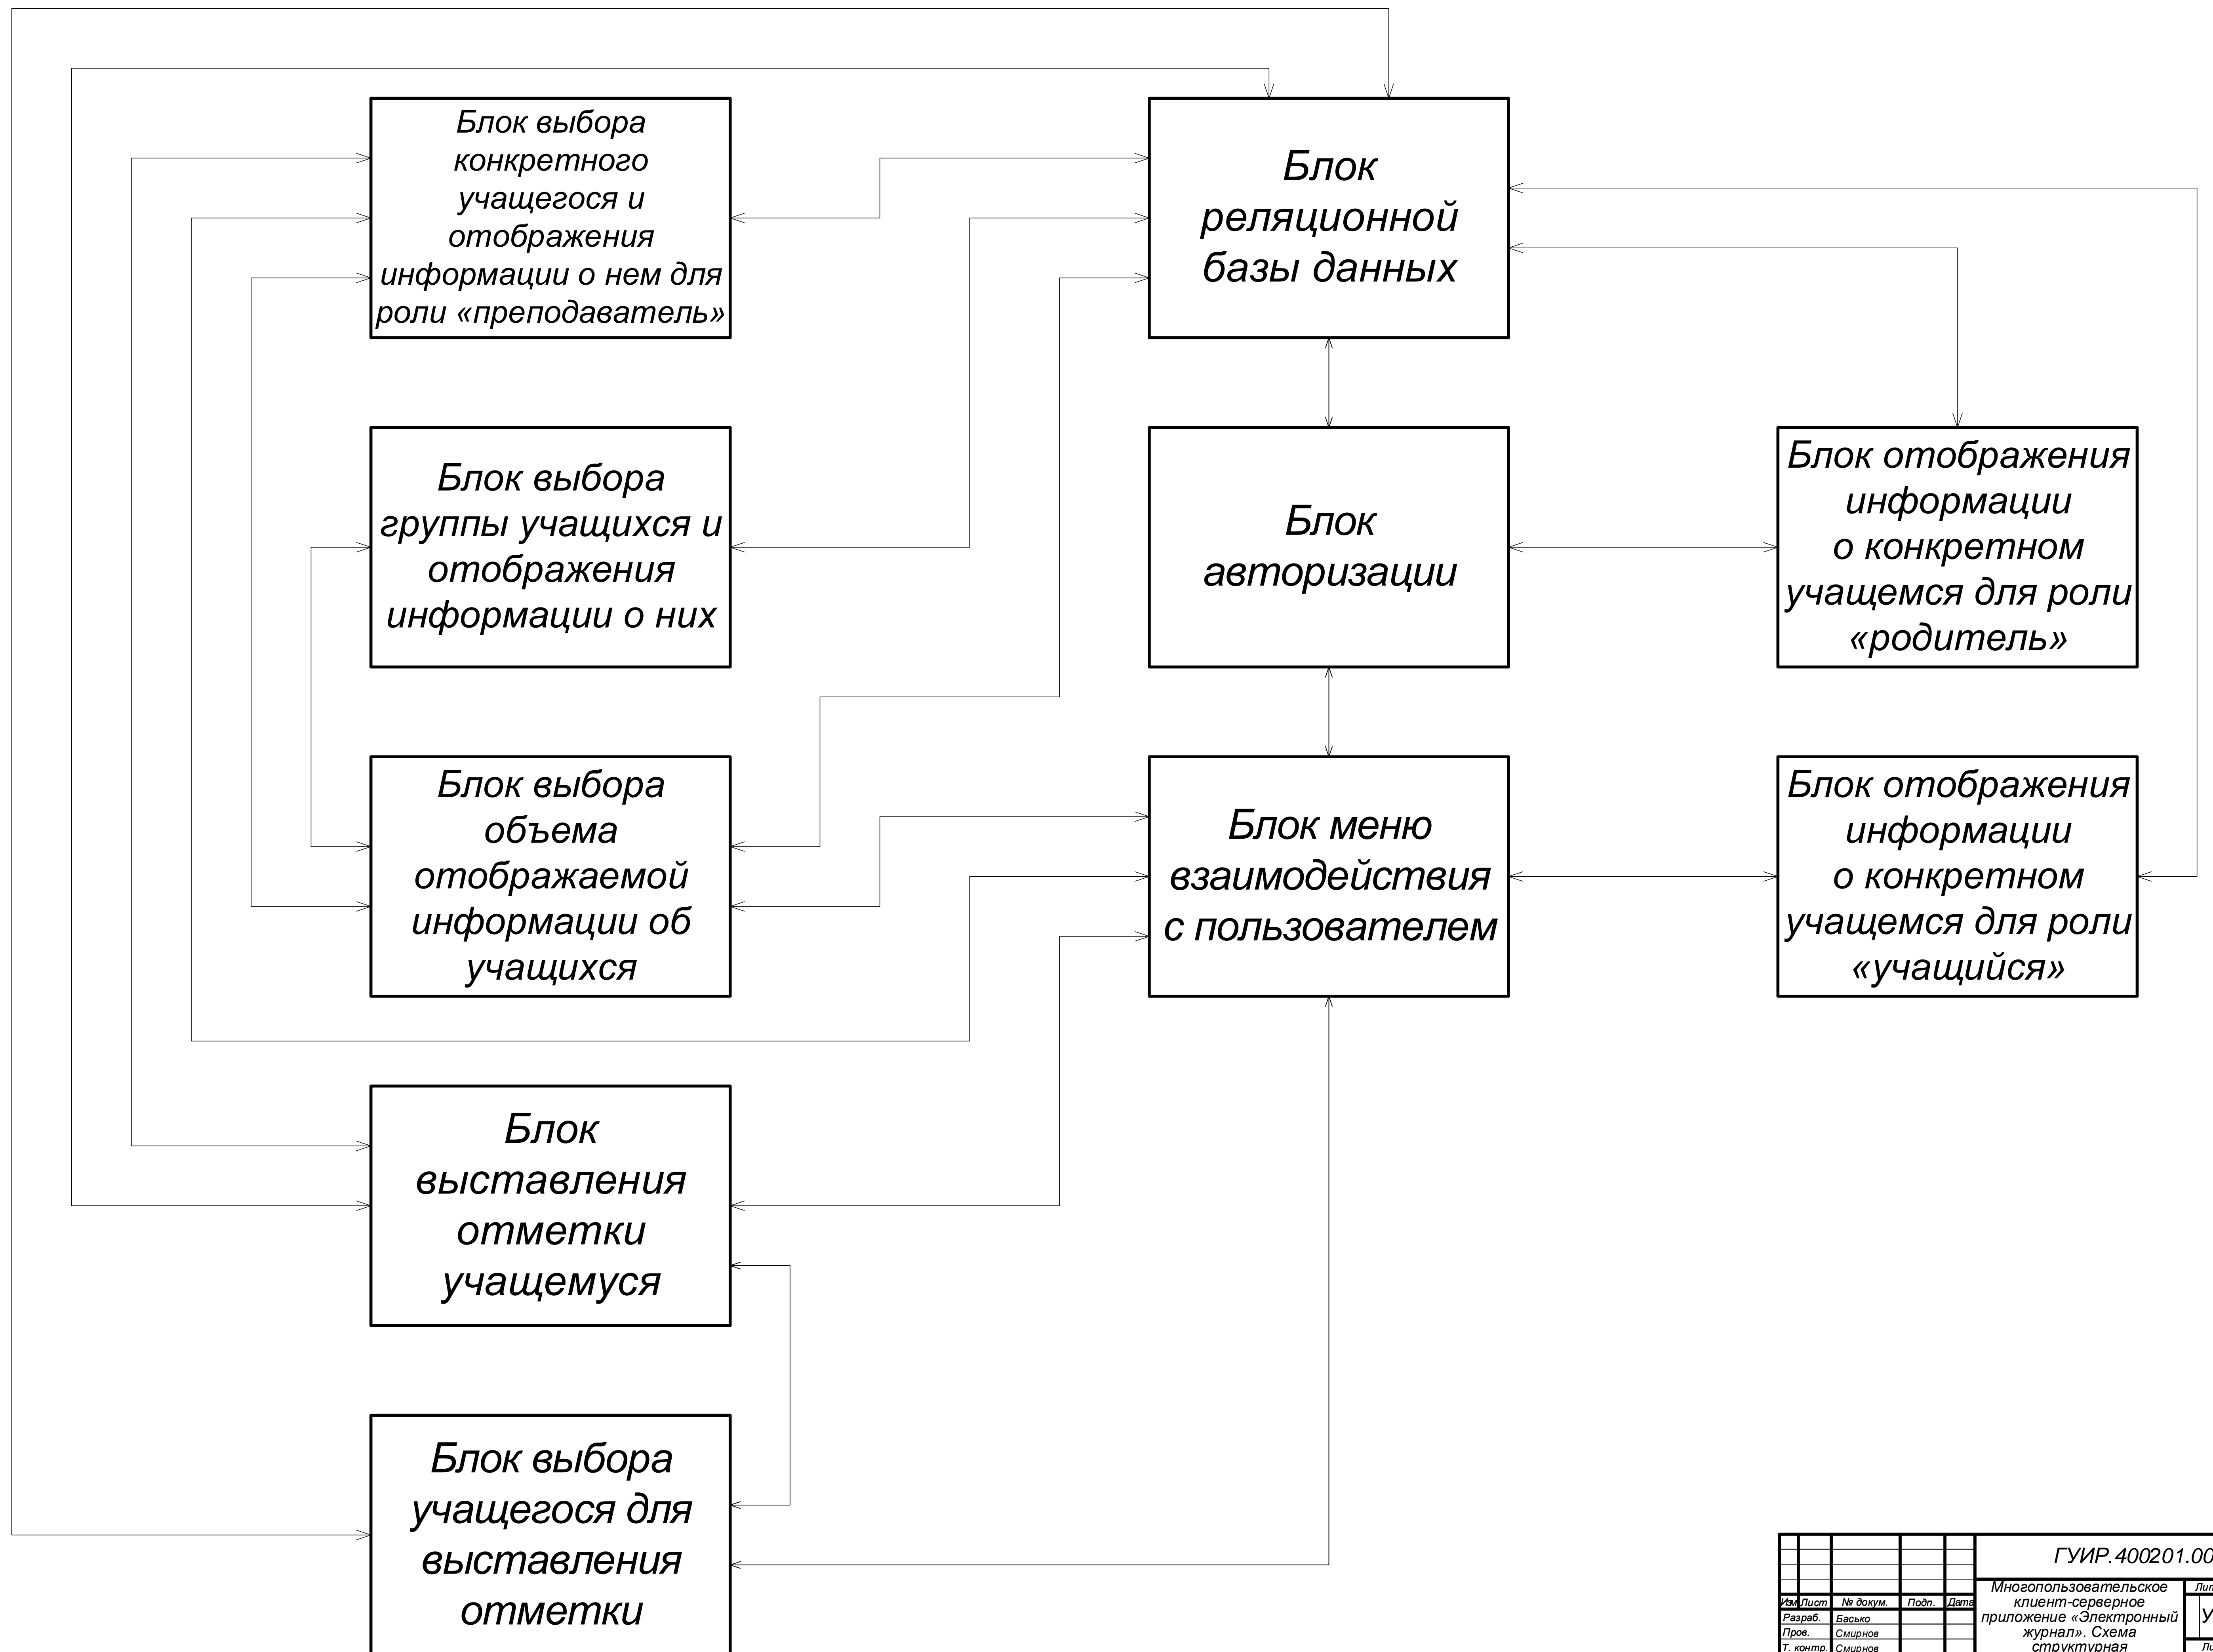 Блок выбора
конкретного
учащегося и
отображения
информации о нем для
роли «преподаватель»
Блок
реляционной
базы данных
Блок выбора
группы учащихся и
отображения
информации о них
Блок
авторизации
Блок отображения
информации
о конкретном
учащемся для роли
«родитель»
Блок выбора
объема
отображаемой
информации об
учащихся
Блок меню
взаимодействия
с пользователем
Блок отображения
информации
о конкретном
учащемся для роли
«учащийся»
Блок
выставления
отметки
учащемуся
Блок выбора
учащегося для
выставления
отметки
ГУИР.400201.00
Многопользовательское
клиент-серверное
приложение «Электронный
журнал». Схема
структурная
Изм Лист № докум. Подп. Дата
Разраб. Басько
Пров. Смирнов
Т. контр. Смирнов
У